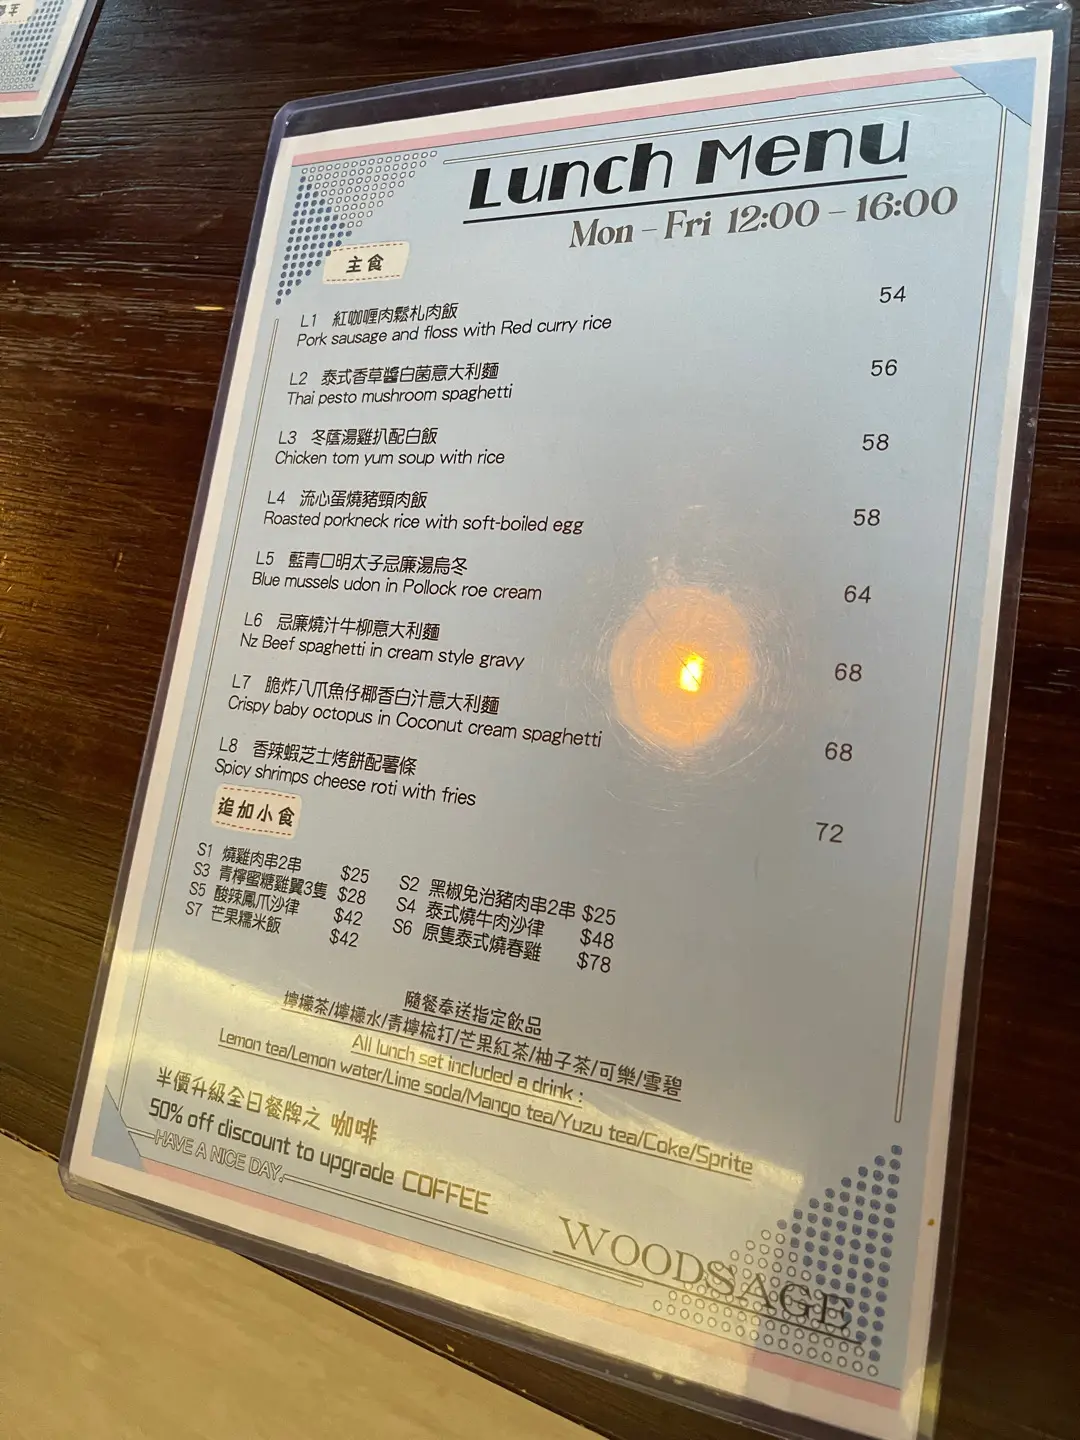 Lunch Menu
Mon – Fri 12:00 – 16:00
主食
L1 紅咖喱肉鬆札肉飯 54
Pork sausage and floss with Red curry rice
L2 泰式香草醬白菌意大利麵 56
Thai pesto mushroom spaghetti
L3 冬蔭湯雞扒配白飯 58
Chicken tom yum soup with rice
L4 流心蛋燒豬頸肉飯 58
Roasted porkneck rice with soft-boiled egg
L5 藍青口明太子忌廉湯烏冬 64
Blue mussels udon in Pollock roe cream
L6 忌廉燒汁牛柳意大利麵 68
Nz Beef spaghetti in cream style gravy
L7 脆炸八爪魚仔椰香白汁意大利麵 68
Crispy baby octopus in Coconut cream spaghetti
L8 香辣蝦芝士烤餅配薯條 72
Spicy shrimps cheese roti with fries
追加小食
S1 燒雞肉串2串 $25 S2 黑椒免治豬肉串2串 $25
S3 青檸蜜糖雞翼3隻 $28 S4 泰式燒牛肉沙律 $48
S5 酸辣鳳爪沙律 $42 S6 原隻泰式燒春雞 $78
S7 芒果糯米飯 $42
隨餐奉送指定飲品
檸檬茶/檸檬水/青檸梳打/芒果紅茶/柚子茶/可樂/雪碧
All lunch set included a drink :
Lemon tea/Lemon water/Lime soda/Mango tea/Yuzu tea/Coke/Sprite
半價升級全日餐牌之 咖啡
50% off discount to upgrade COFFEE
HAVE A NICE DAY.
WOODSAGE